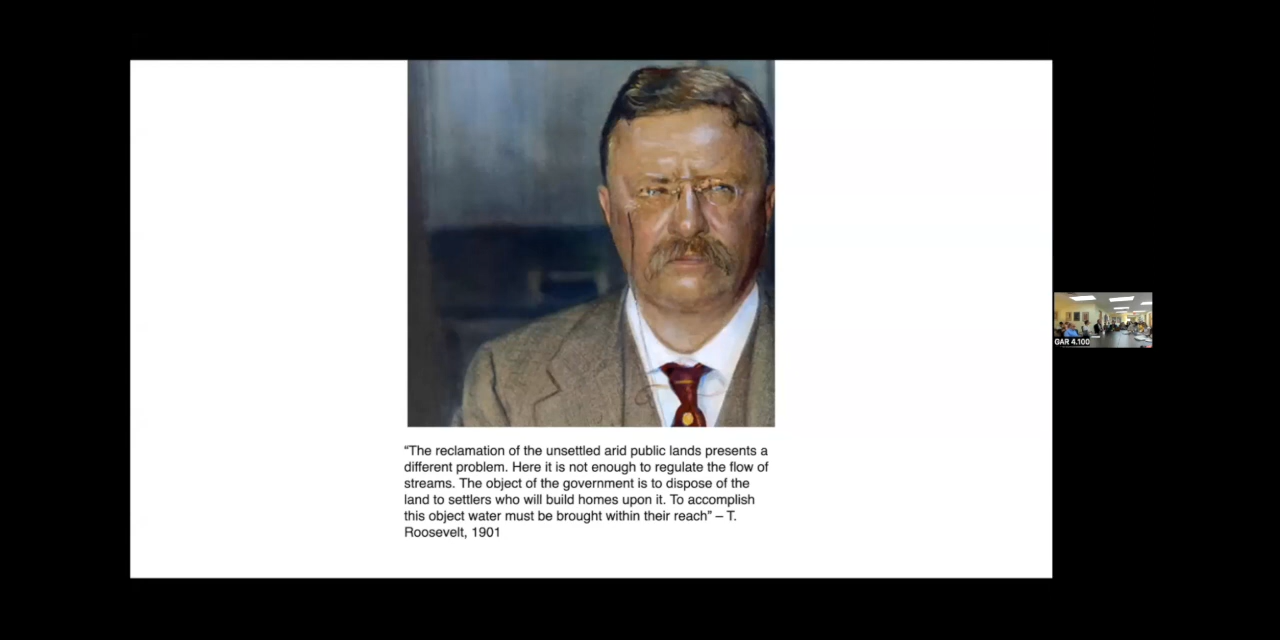 “The reclamation of the unsettled arid public lands presents a
different problem. Here it is not enough to regulate the flow of
streams. The object of the government is to dispose of the
land to settlers who will build homes upon it. To accomplish
this object water must be brought within their reach” – T.
Roosevelt, 1901
GAR 4.100